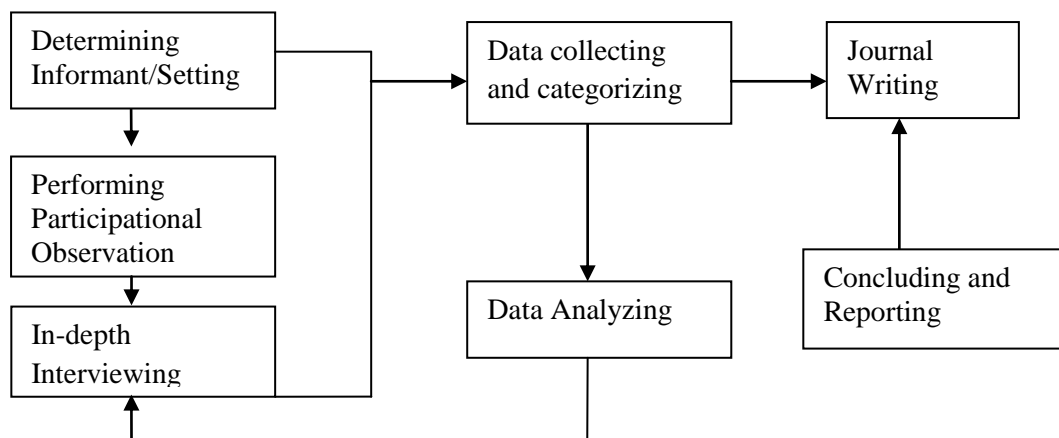 Determining
Informant/Setting
Performing
Participational
Observation
In-depth
Interviewing
Data collecting
and categorizing
Data Analyzing
Journal
Writing
Concluding and
Reporting